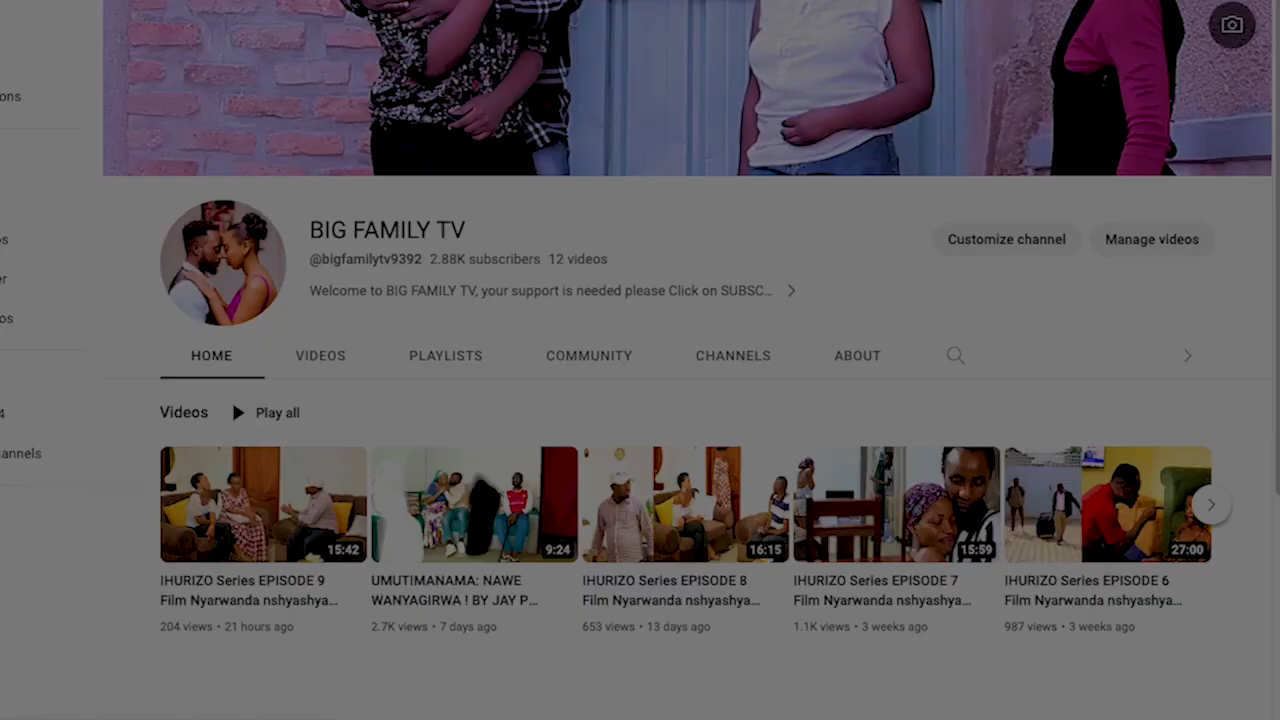 ons
BIG FAMILY TV
Customize channel
Manage videos
@bigfamilytv9392 2.88K subscribers 12 videos
Welcome to BIG FAMILY TV, your support is needed please Click on SUBSC...
HOME
VIDEOS
PLAYLISTS
COMMUNITY
CHANNELS
ABOUT
s
er
os
4
annels
Videos
Play all
15:42
9:24
16:15
15:59
27:00
IHURIZO Series EPISODE 9
Film Nyarwanda nshyashya...
204 views • 21 hours ago
UMUTIMANAMA: NAWE
WANYAGIRWA ! BY JAY P...
2.7K views • 7 days ago
IHURIZO Series EPISODE 8
Film Nyarwanda nshyashya...
653 views • 13 days ago
IHURIZO Series EPISODE 7
Film Nyarwanda nshyashya...
1.1K views • 3 weeks ago
IHURIZO Series EPISODE 6
Film Nyarwanda nshyashya...
987 views • 3 weeks ago